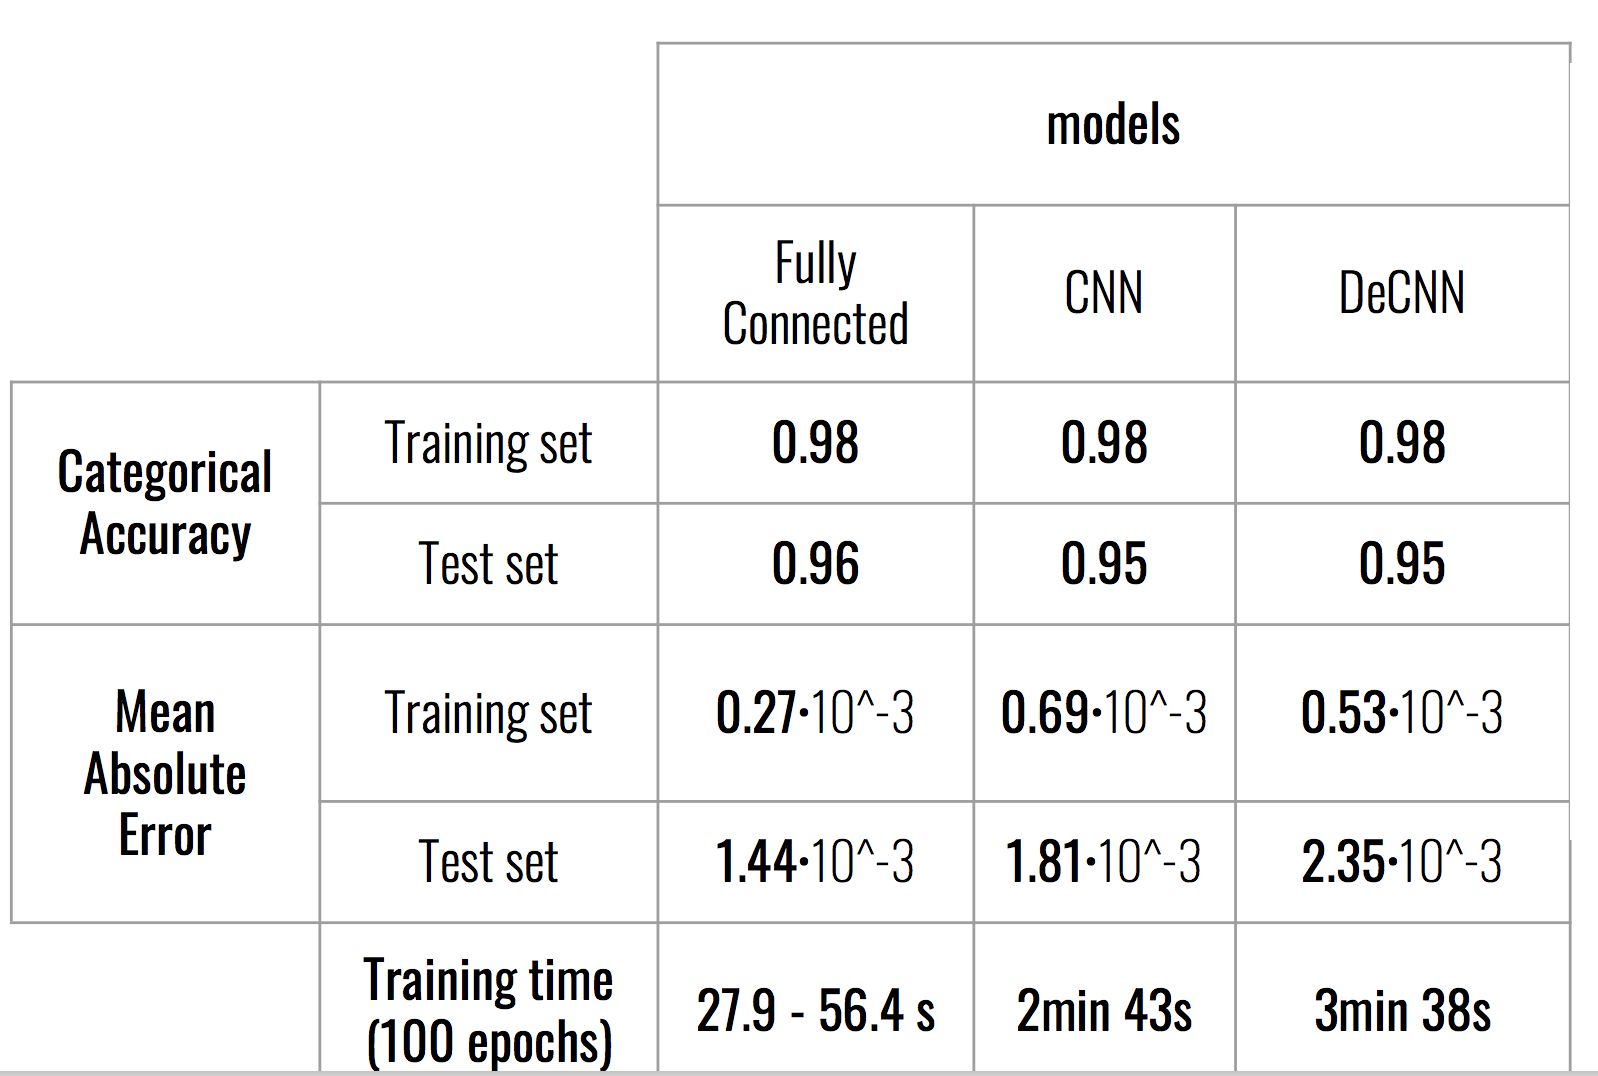 models
Fully
Connected
CNN
DeCNN
Categorical
Accuracy
Training set
0.98
0.98
0.98
Test set
0.96
0.95
0.95
Mean
Absolute
Error
Training set
0.27·10^-3
0.69·10^-3
0.53·10^-3
Test set
1.44·10^-3
1.81·10^-3
2.35·10^-3
Training time
(100 epochs)
27.9 - 56.4 s
2min 43s
3min 38s